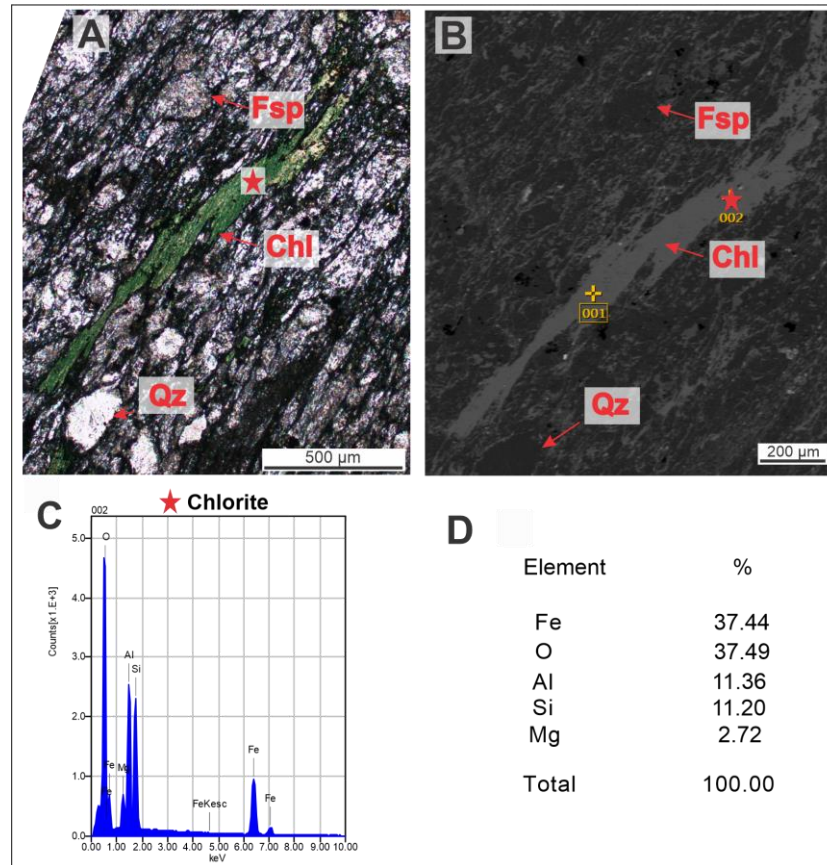 A
Fsp
Chl
Qz
500 µm
B
Fsp
002
Chl
001
Qz
200 µm
C
★ Chlorite
002
Counts[x1.E+3]
5.0
4.0
3.0
2.0
1.0
0.0
O
Fe
Fe
Mg
Al
Si
FeKesc
Fe
Fe
0.00 1.00 2.00 3.00 4.00 5.00 6.00 7.00 8.00 9.00 10.00
keV
D
Element %
Fe 37.44
O 37.49
Al 11.36
Si 11.20
Mg 2.72
Total 100.00